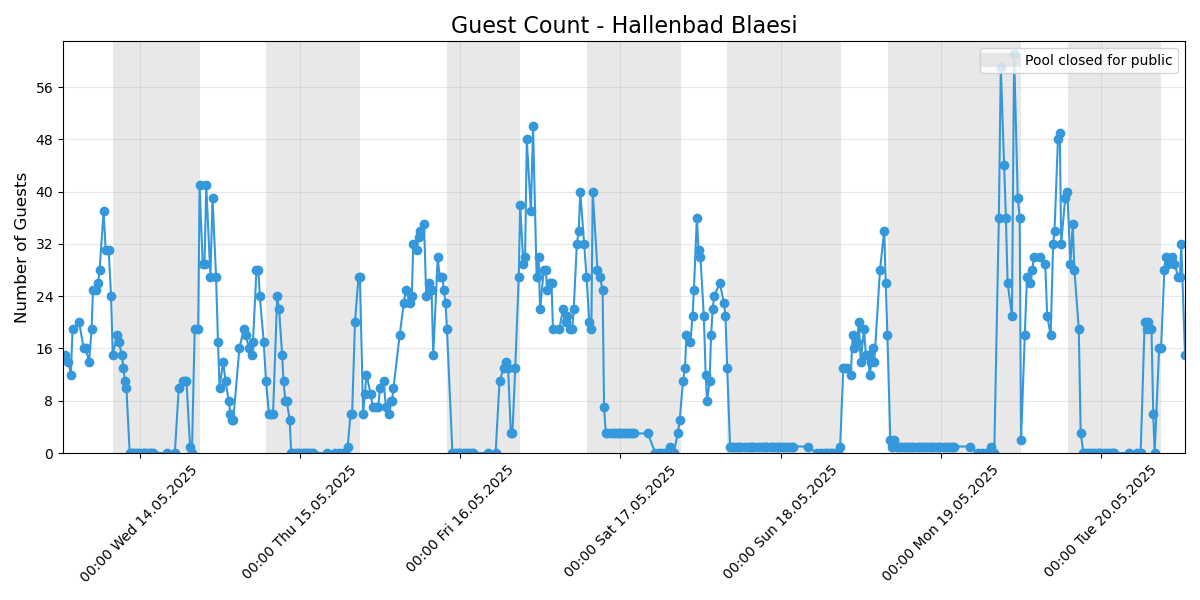 Guest Count - Hallenbad Blaesi
Pool closed for public
Number of Guests
56
48
40
32
24
16
8
0
00:00 Wed 14.05.2025
00:00 Thu 15.05.2025
00:00 Fri 16.05.2025
00:00 Sat 17.05.2025
00:00 Sun 18.05.2025
00:00 Mon 19.05.2025
00:00 Tue 20.05.2025